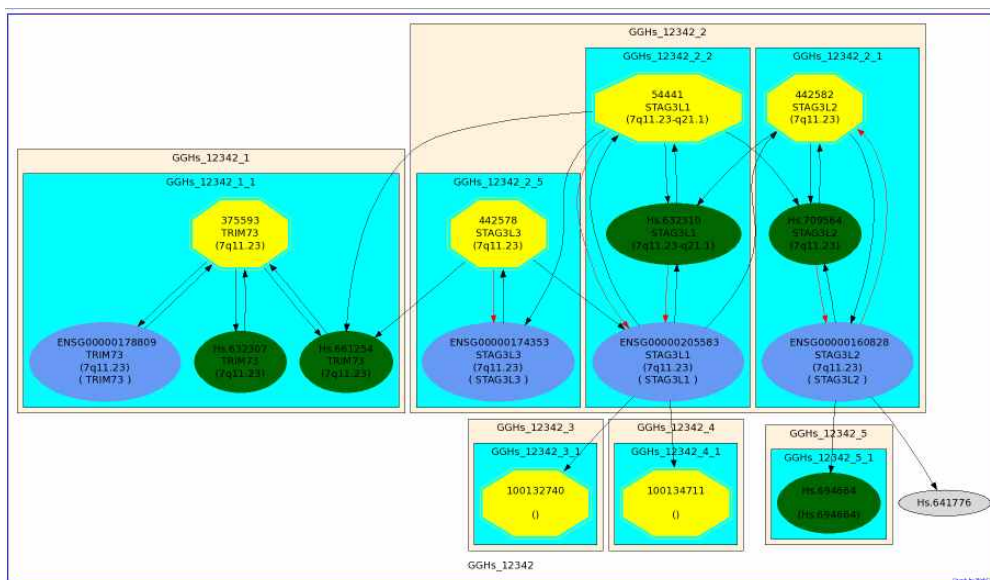 GGHs_12342_2
GGHs_12342_2_2
GGHs_12342_2_1
54441
STAG3L1
(7q11.23-q21.1)
442582
STAG3L2
(7q11.23)
GGHs_12342_1
GGHs_12342_1_1
GGHs_12342_2_5
375593
TRIM73
(7q11.23)
442578
STAG3L3
(7q11.23)
Hs.632310
STAG3L1
(7q11.23-q21.1)
Hs.709564
STAG3L2
(7q11.23)
ENSG00000178809
TRIM73
(7q11.23)
( TRIM73 )
Hs.632307
TRIM73
(7q11.23)
Hs.661254
TRIM73
(7q11.23)
ENSG00000174353
STAG3L3
(7q11.23)
( STAG3L3 )
ENSG00000205583
STAG3L1
(7q11.23)
( STAG3L1 )
ENSG00000160828
STAG3L2
(7q11.23)
( STAG3L2 )
GGHs_12342_3
GGHs_12342_3_1
100132740
()
GGHs_12342_4
GGHs_12342_4_1
100134711
()
GGHs_12342_5
GGHs_12342_5_1
Hs.694664
(Hs.694664)
Hs.641776
GGHs_12342